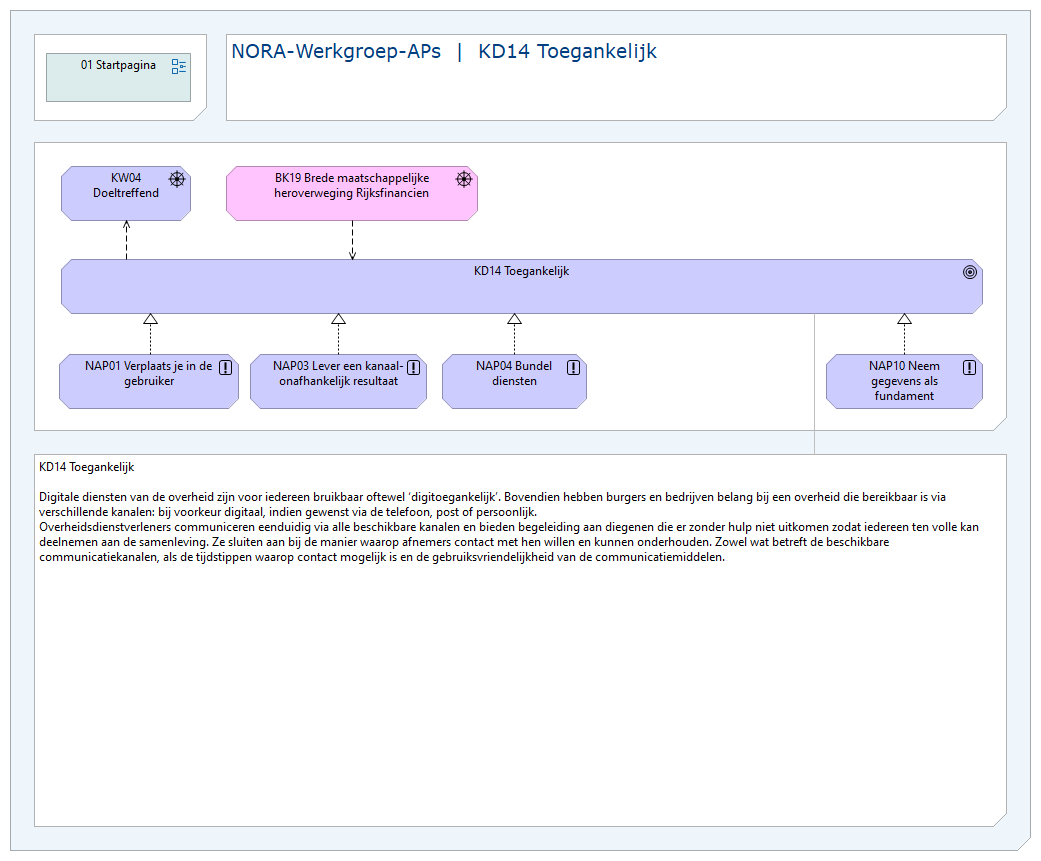 01 Startpagina
NORA-Werkgroep-APs | KD14 Toegankelijk
KW04
Doeltreffend
BK19 Brede maatschappelijke
heroverweging Rijksfinancien
KD14 Toegankelijk
NAP01 Verplaats je in de
gebruiker
NAP03 Lever een kanaal-
onafhankelijk resultaat
NAP04 Bundel
diensten
NAP10 Neem
gegevens als
fundament
KD14 Toegankelijk
Digitale diensten van de overheid zijn voor iedereen bruikbaar oftewel ‘digitoegankelijk’. Bovendien hebben burgers en bedrijven belang bij een overheid die bereikbaar is via
verschillende kanalen: bij voorkeur digitaal, indien gewenst via de telefoon, post of persoonlijk.
Overheidsdienstverleners communiceren eenduidig via alle beschikbare kanalen en bieden begeleiding aan diegenen die er zonder hulp niet uitkomen zodat iedereen ten volle kan
deelnemen aan de samenleving. Ze sluiten aan bij de manier waarop afnemers contact met hen willen en kunnen onderhouden. Zowel wat betreft de beschikbare
communicatiekanalen, als de tijdstippen waarop contact mogelijk is en de gebruiksvriendelijkheid van de communicatiemiddelen.